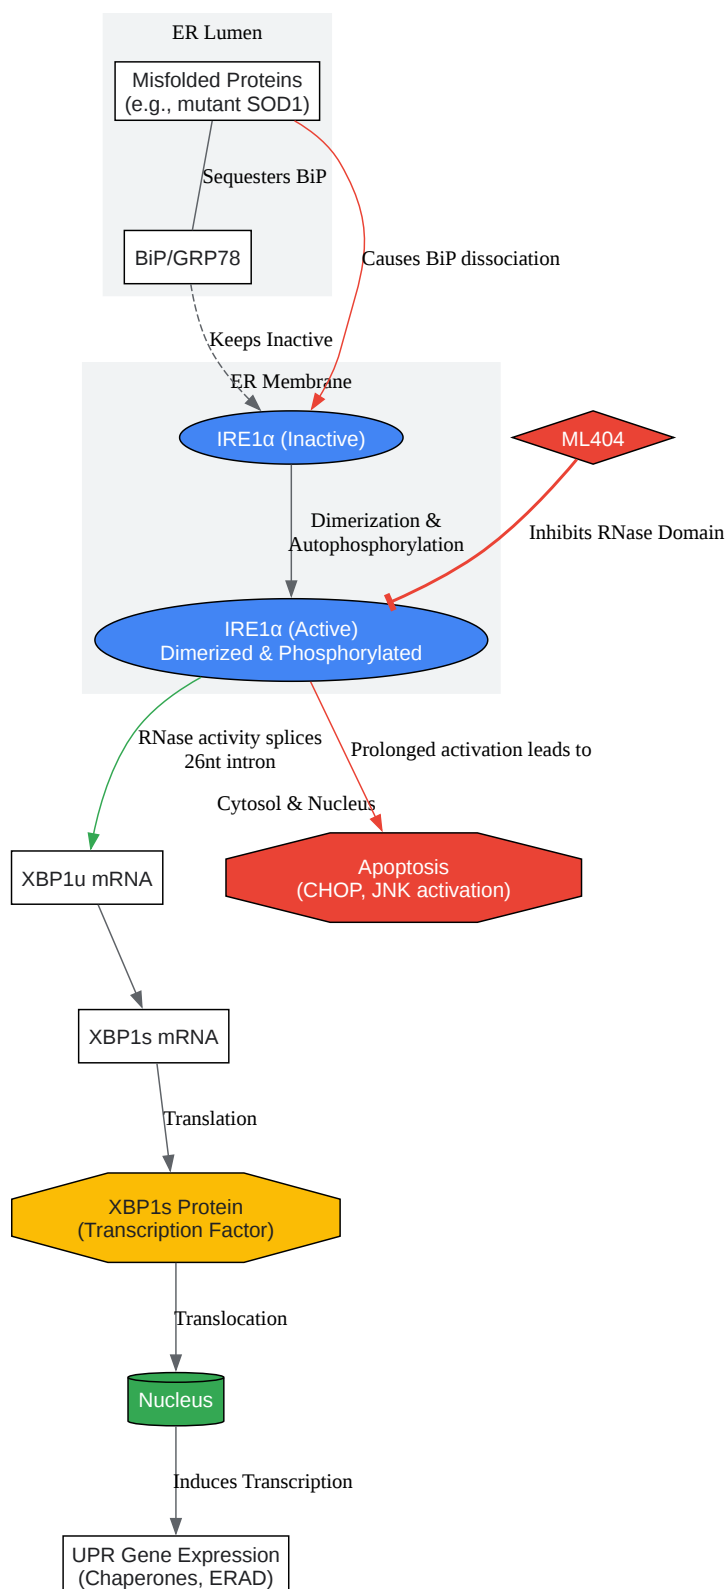 ER Lumen
Misfolded Proteins
(e.g., mutant SOD1)
Sequesters BiP
BiP/GRP78
Causes BiP dissociation
Keeps Inactive
ER Membrane
IRE1α (Inactive)
ML404
Dimerization &
Autophosphorylation
Inhibits RNase Domain
IRE1α (Active)
Dimerized & Phosphorylated
RNase activity splices
26nt intron
Prolonged activation leads to
Cytosol & Nucleus
XBP1u mRNA
Apoptosis
(CHOP, JNK activation)
XBP1s mRNA
Translation
XBP1s Protein
(Transcription Factor)
Translocation
Nucleus
Induces Transcription
UPR Gene Expression
(Chaperones, ERAD)